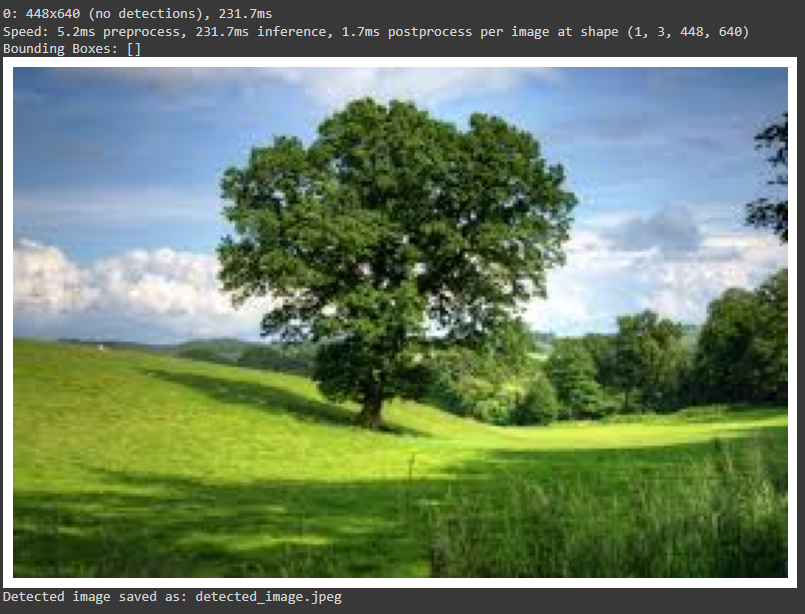 0: 448x640 (no detections), 231.7ms
Speed: 5.2ms preprocess, 231.7ms inference, 1.7ms postprocess per image at shape (1, 3, 448, 640)
Bounding Boxes: []
Detected image saved as: detected_image.jpeg